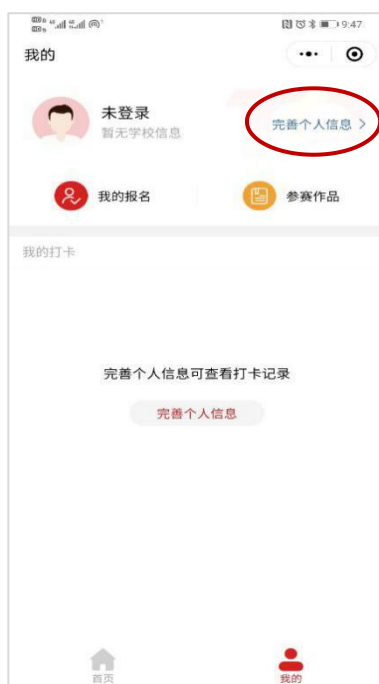 9:47
我的
未登录
完善个人信息 >
暂无学校信息
我的报名
参赛作品
我的打卡
完善个人信息可查看打卡记录
完善个人信息
首页
我的